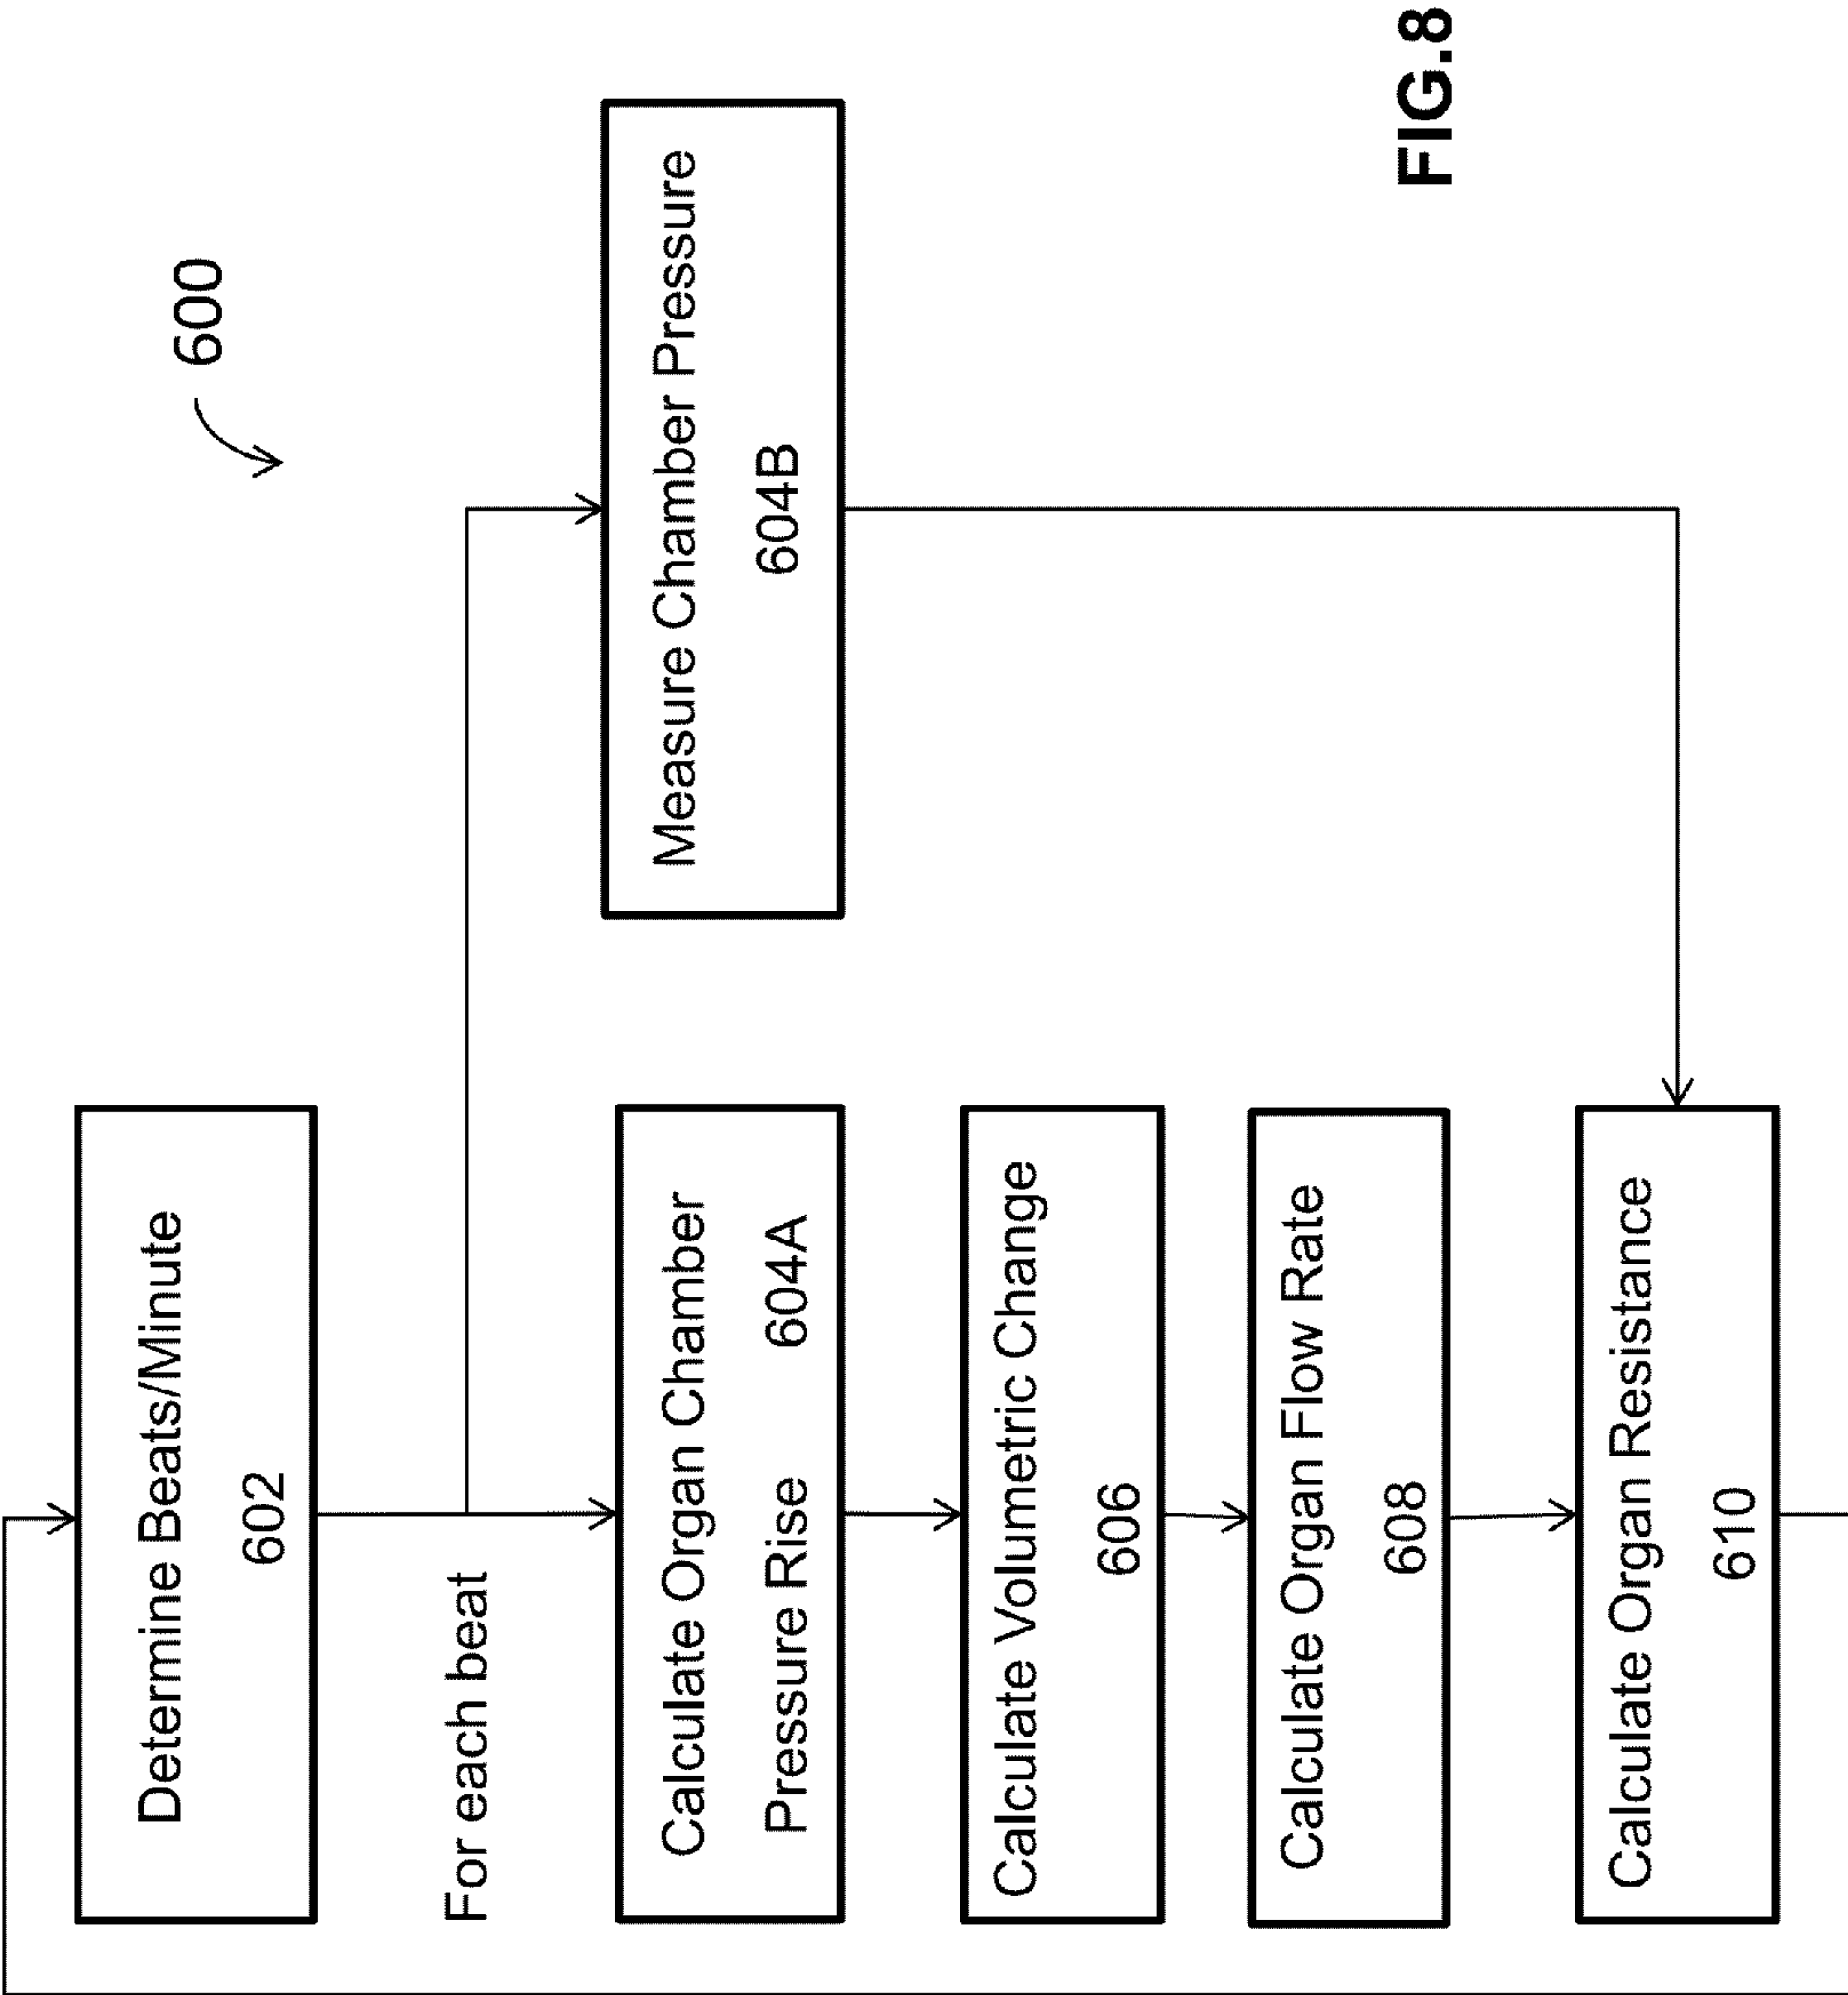 600
Determine Beats/Minute
602
For each beat
Calculate Organ Chamber
Pressure Rise 604A
Measure Chamber Pressure
604B
Calculate Volumetric Change
606
Calculate Organ Flow Rate
608
Calculate Organ Resistance
610
FIG.8